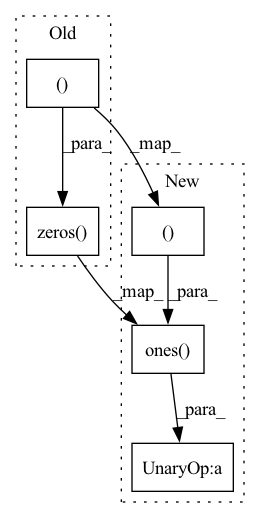 Old
()
_para_
_map_
New
zeros()
()
_map_
_para_
ones()
_para_
UnaryOp:a